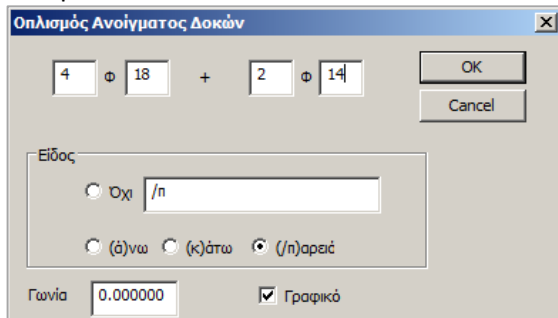 Οπλισμός Ανοίγματος Δοκών
4 Φ 18 + 2 Φ 14 OK
Cancel
Είδος
Όχι /π
(ά)νω (κ)άτω (/π)αρειά
Γωνία 0.000000 Γραφικό